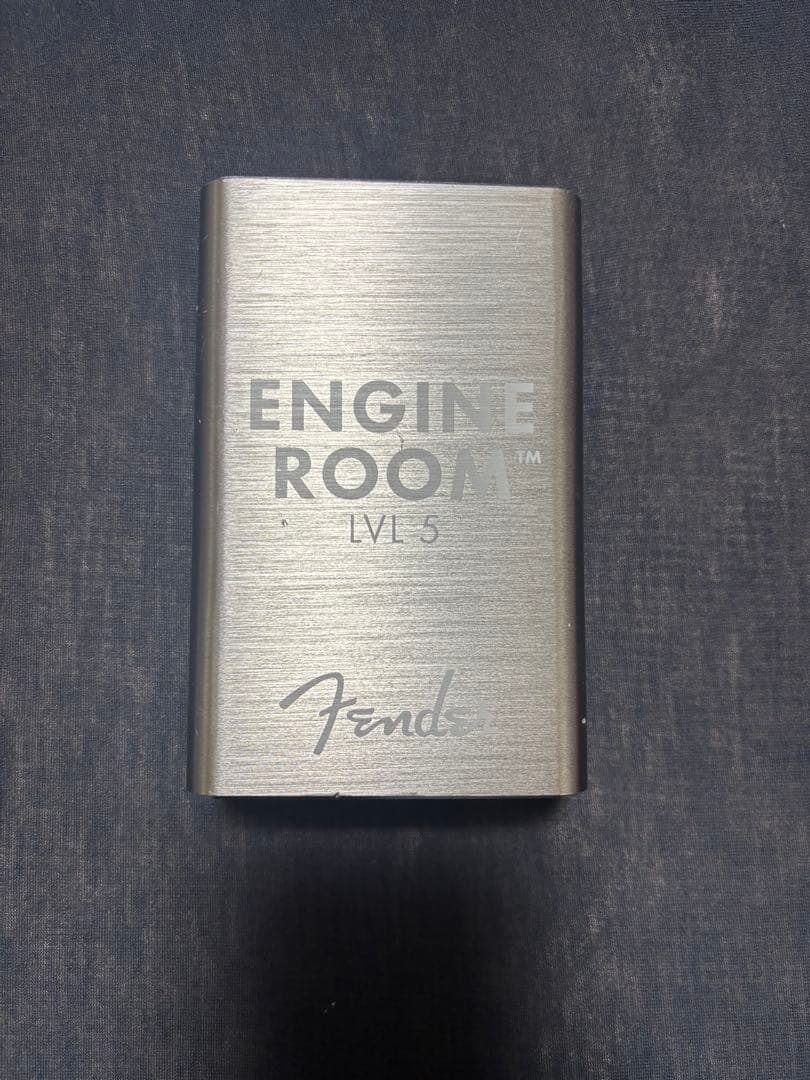 ENGINE
ROOM™
LVL 5
Fender